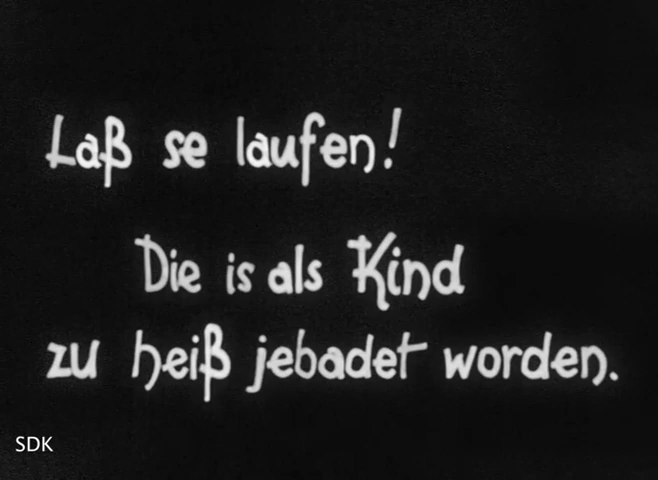 Laß se laufen!
Die is als Kind
zu heiß jebadet worden.
SDK